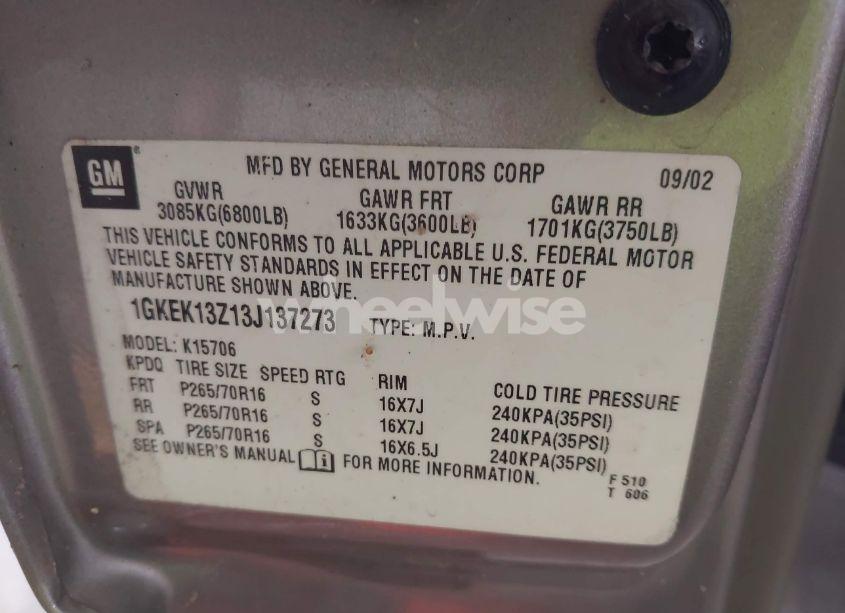 GM
MFD BY GENERAL MOTORS CORP 09/02
GVWR GAWR FRT GAWR RR
3085KG(6800LB) 1633KG(3600LB) 1701KG(3750LB)
THIS VEHICLE CONFORMS TO ALL APPLICABLE U.S. FEDERAL MOTOR
VEHICLE SAFETY STANDARDS IN EFFECT ON THE DATE OF
MANUFACTURE SHOWN ABOVE.
wheelwise
1GKEK13Z13J137273 TYPE: M.P.V.
MODEL: K15706
KPDQ TIRE SIZE SPEED RTG RIM COLD TIRE PRESSURE
FRT P265/70R16 S 16X7J 240KPA(35PSI)
RR P265/70R16 S 16X7J 240KPA(35PSI)
SPA P265/70R16 S 16X6.5J 240KPA(35PSI)
SEE OWNER'S MANUAL FOR MORE INFORMATION.
F 510
T 606